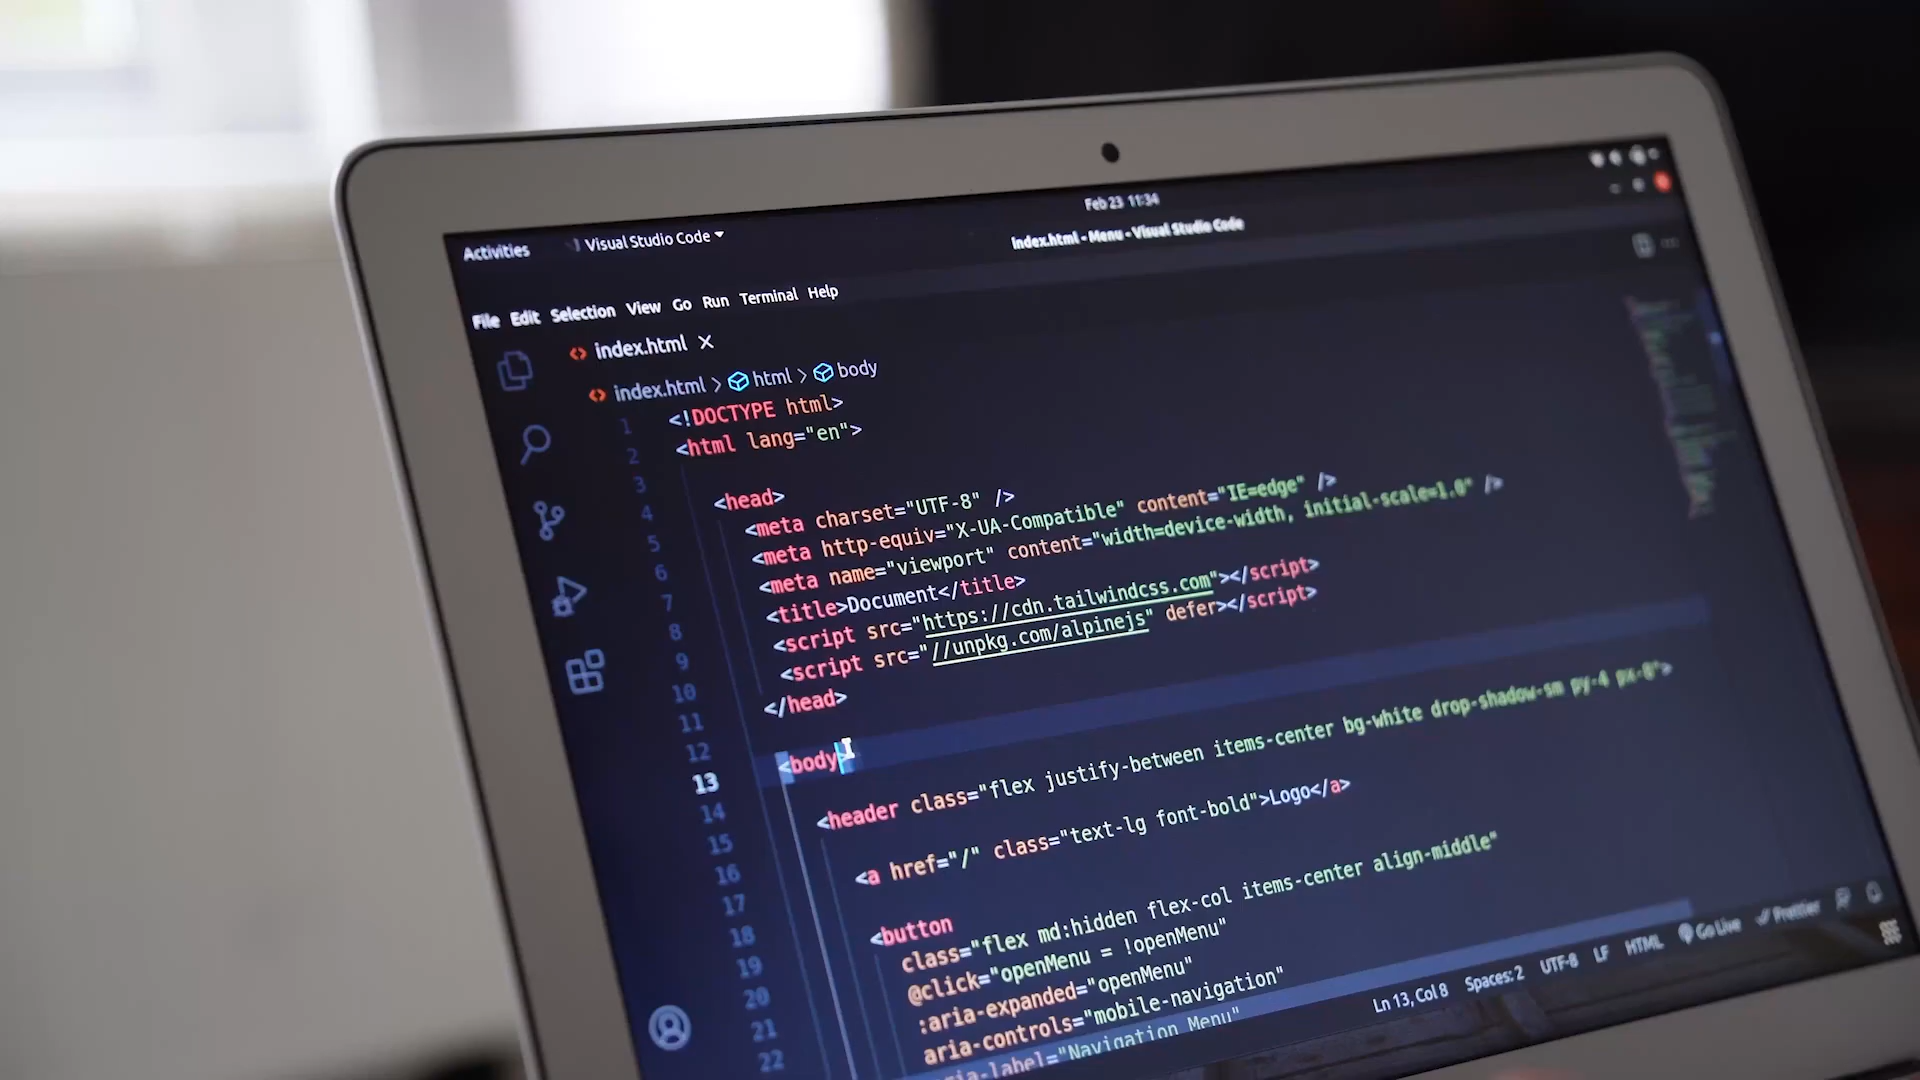 Feb 23 11:34
Activities Visual Studio Code
index.html - Menu - Visual Studio Code
File Edit Selection View Go Run Terminal Help
index.html
index.html > html > body
1 <!DOCTYPE html>
2 <html lang="en">
3
4 <head>
5 <meta charset="UTF-8" />
6 <meta http-equiv="X-UA-Compatible" content="IE=edge" />
7 <meta name="viewport" content="width=device-width, initial-scale=1.0" />
8 <title>Document</title>
9 <script src="https://cdn.tailwindcss.com"></script>
10 <script src="//unpkg.com/alpinejs" defer></script>
11 </head>
12
13 <body>
14
15 <header class="flex justify-between items-center bg-white drop-shadow-sm py-4 px-8">
16
17 <a href="/" class="text-lg font-bold">Logo</a>
18
19 <button
20 class="flex md:hidden flex-col items-center align-middle"
21 @click="openMenu = !openMenu"
22 :aria-expanded="openMenu"
aria-controls="mobile-navigation"
aria-label="Navigation Menu"
Ln 13, Col 8 Spaces: 2 UTF-8 LF HTML Go Live Prettier